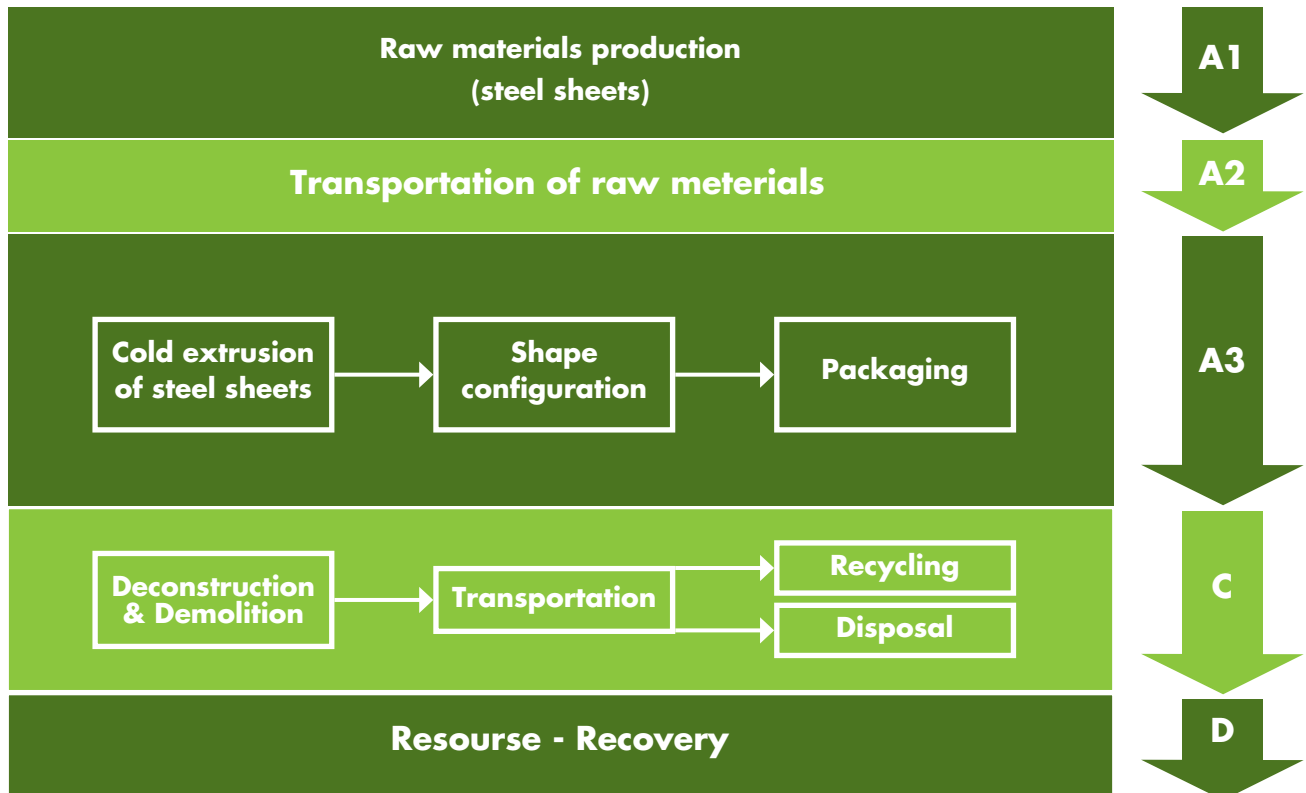 Raw materials production
(steel sheets)
A1
Transportation of raw meterials
A2
Cold extrusion
of steel sheets
Shape
configuration
Packaging
A3
Deconstruction
& Demolition
Transportation
Recycling
Disposal
C
Resourse - Recovery
D